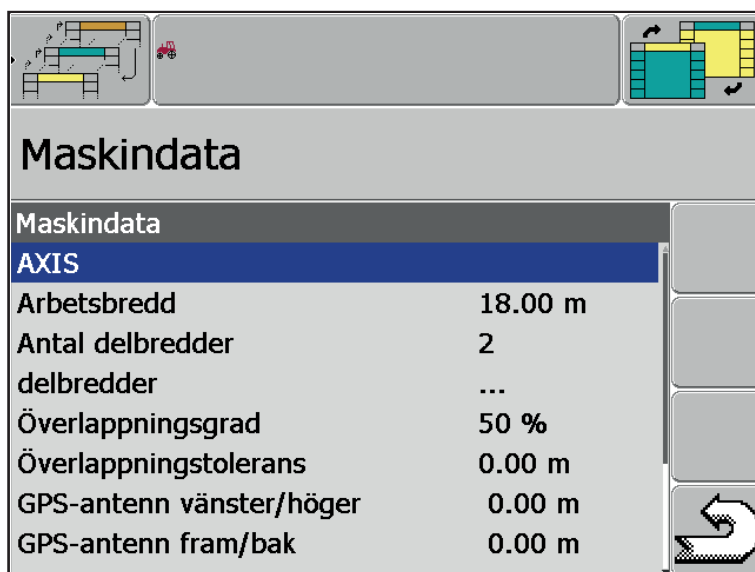 Maskindata
Maskindata
AXIS
Arbetsbredd 18.00 m
Antal delbredder 2
delbredder ...
Överlappningsgrad 50 %
Överlappningstolerans 0.00 m
GPS-antenn vänster/höger 0.00 m
GPS-antenn fram/bak 0.00 m